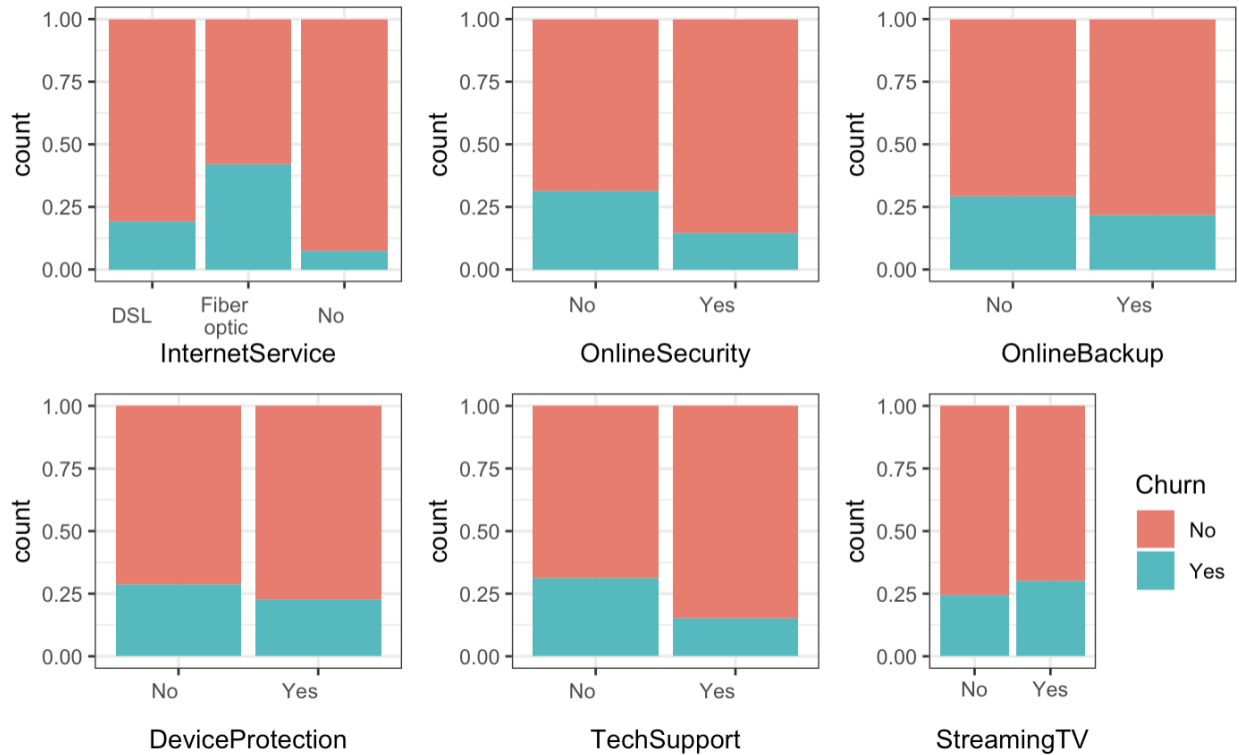 1.00
0.75
0.50
0.25
0.00
count
DSL
Fiber
optic
No
InternetService
1.00
0.75
0.50
0.25
0.00
count
No Yes
OnlineSecurity
1.00
0.75
0.50
0.25
0.00
count
No Yes
OnlineBackup
1.00
0.75
0.50
0.25
0.00
count
No Yes
DeviceProtection
1.00
0.75
0.50
0.25
0.00
count
No Yes
TechSupport
1.00
0.75
0.50
0.25
0.00
count
No Yes
StreamingTV
Churn
No
Yes